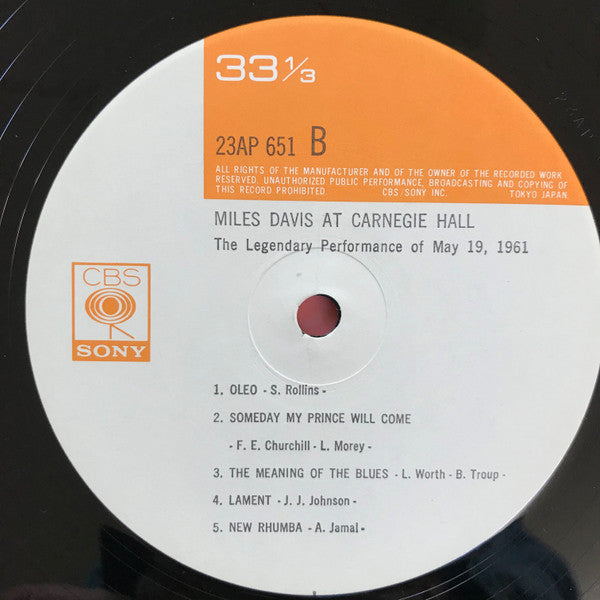 33 1/3
23AP 651 B
ALL RIGHTS OF THE MANUFACTURER AND OF THE OWNER OF THE RECORDED WORK
RESERVED. UNAUTHORIZED PUBLIC PERFORMANCE, BROADCASTING AND COPYING OF
THIS RECORD PROHIBITED CBS/SONY INC. TOKYO JAPAN.
MILES DAVIS AT CARNEGIE HALL
The Legendary Performance of May 19, 1961
CBS
SONY
1. OLEO - S. Rollins -
2. SOMEDAY MY PRINCE WILL COME
- F. E. Churchill - L. Morey -
3. THE MEANING OF THE BLUES - L. Worth - B. Troup -
4. LAMENT - J. J. Johnson -
5. NEW RHUMBA - A. Jamal -